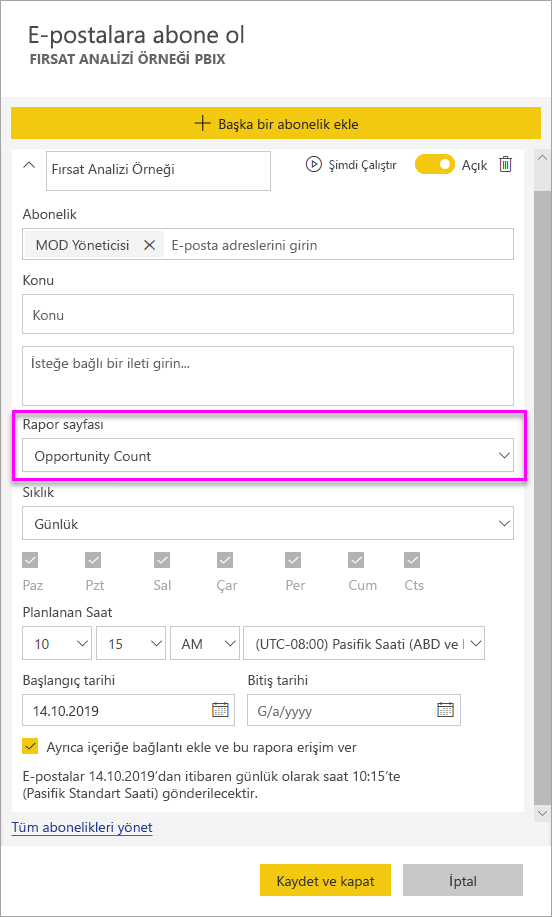 E-postalara abone ol
FIRSAT ANALİZİ ÖRNEĞİ PBIX
Başka bir abonelik ekle
Fırsat Analizi Örneği
Şimdi Çalıştır
Açık
Abonelik
MOD Yöneticisi
E-posta adreslerini girin
Konu
Konu
İsteğe bağlı bir ileti girin...
Rapor sayfası
Opportunity Count
Sıklık
Günlük
Paz Pzt Sal Çar Per Cum Cts
Planlanan Saat
10 15 AM (UTC-08:00) Pasifik Saati (ABD ve
Başlangıç tarihi Bitiş tarihi
14.10.2019 G/a/yyyy
Ayrıca içeriğe bağlantı ekle ve bu rapora erişim ver
E-postalar 14.10.2019’dan itibaren günlük olarak saat 10:15’te
(Pasifik Standart Saati) gönderilecektir.
Tüm abonelikleri yönet
Kaydet ve kapat İptal